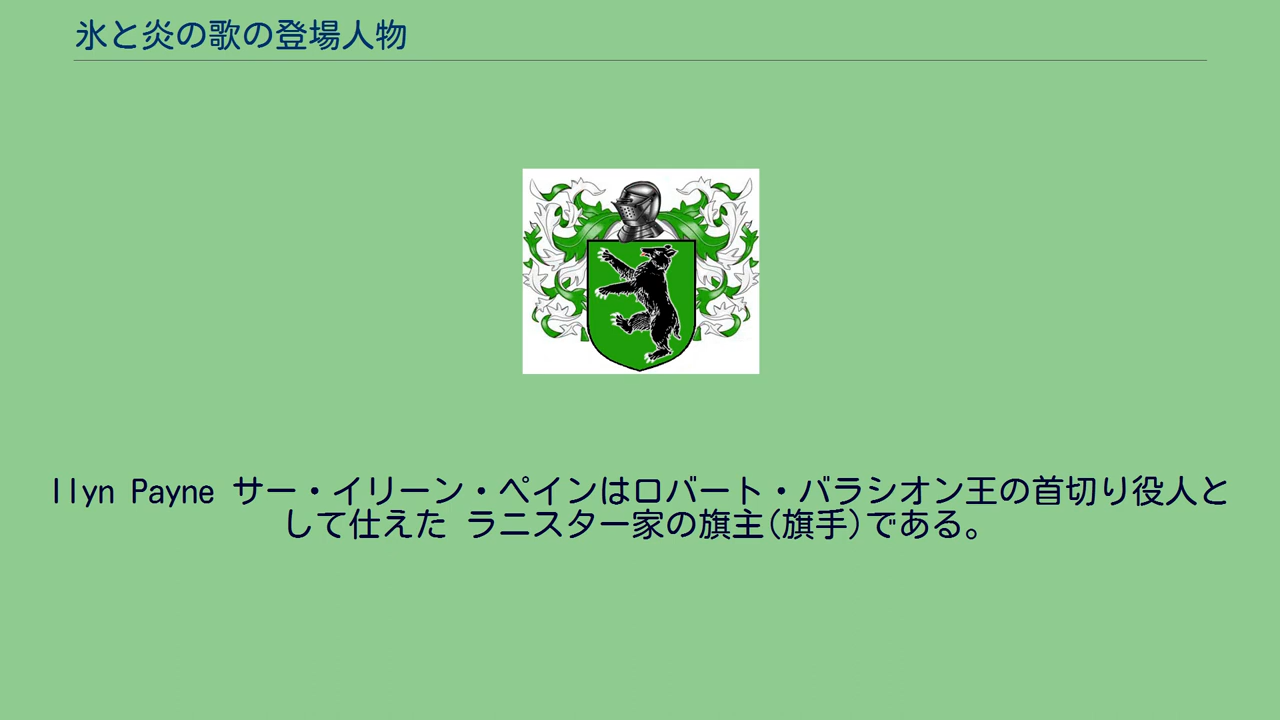 氷と炎の歌の登場人物
Ilyn Payne サー・イリーン・ペインはロバート・バラシオン王の首切り役人と
して仕えた ラニスター家の旗主(旗手)である。